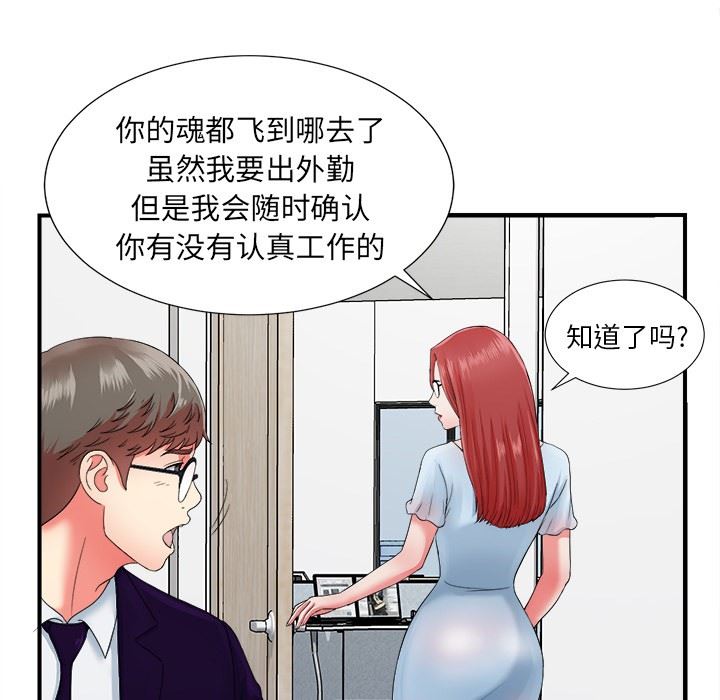 你的魂都飞到哪去了
虽然我要出外勤
但是我会随时确认
你有没有认真工作的
知道了吗?